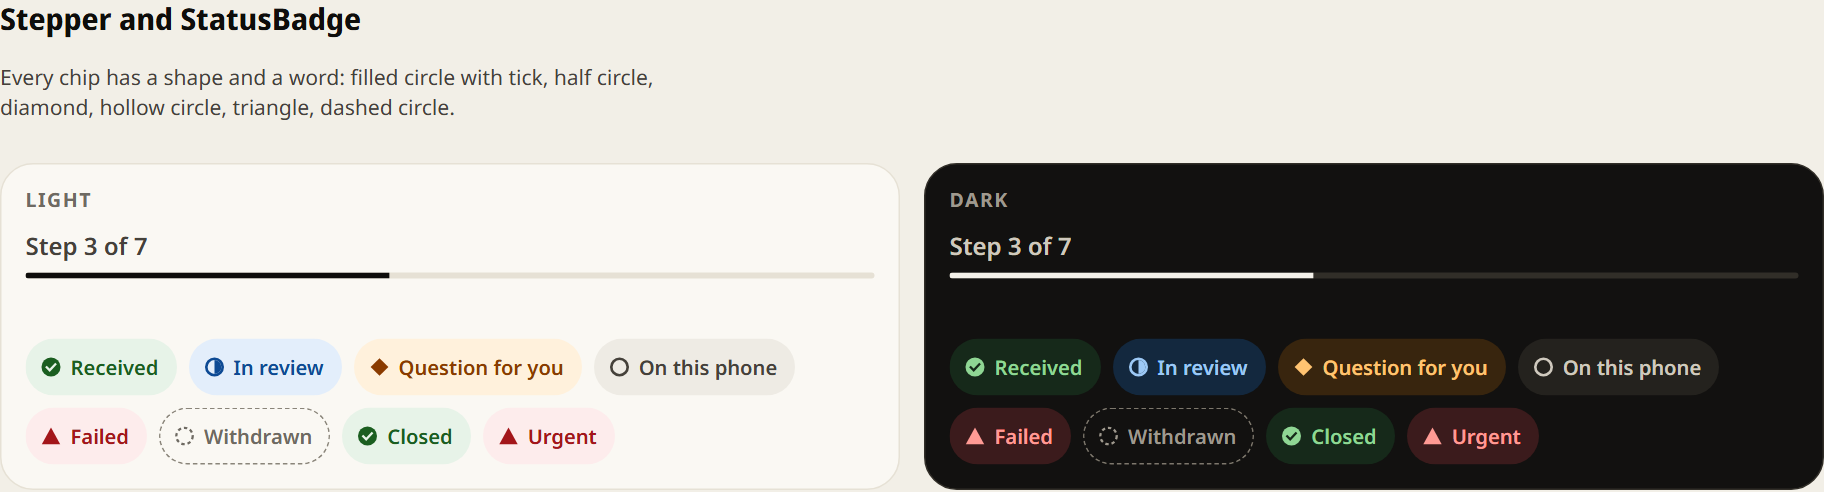 Stepper and StatusBadge
Every chip has a shape and a word: filled circle with tick, half circle,
diamond, hollow circle, triangle, dashed circle.
LIGHT
Step 3 of 7
Received
In review
Question for you
On this phone
Failed
Withdrawn
Closed
Urgent
DARK
Step 3 of 7
Received
In review
Question for you
On this phone
Failed
Withdrawn
Closed
Urgent